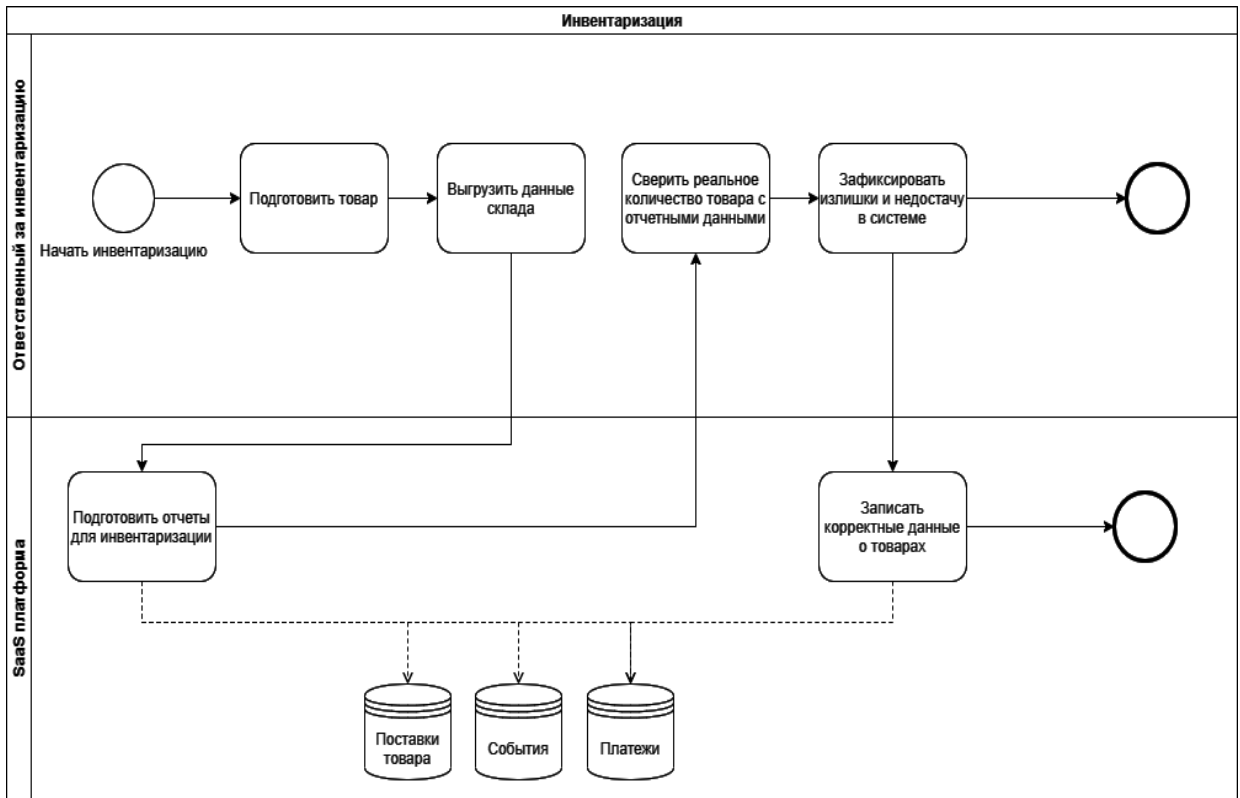 Инвентаризация
Ответственный за инвентаризацию
Начать инвентаризацию
Подготовить товар
Выгрузить данные
склада
Сверить реальное
количество товара с
отчетными данными
Зафиксировать
излишки и недостачу
в системе
SaaS платформа
Подготовить отчеты
для инвентаризации
Записать
корректные данные
о товарах
Поставки
товара
События
Платежи